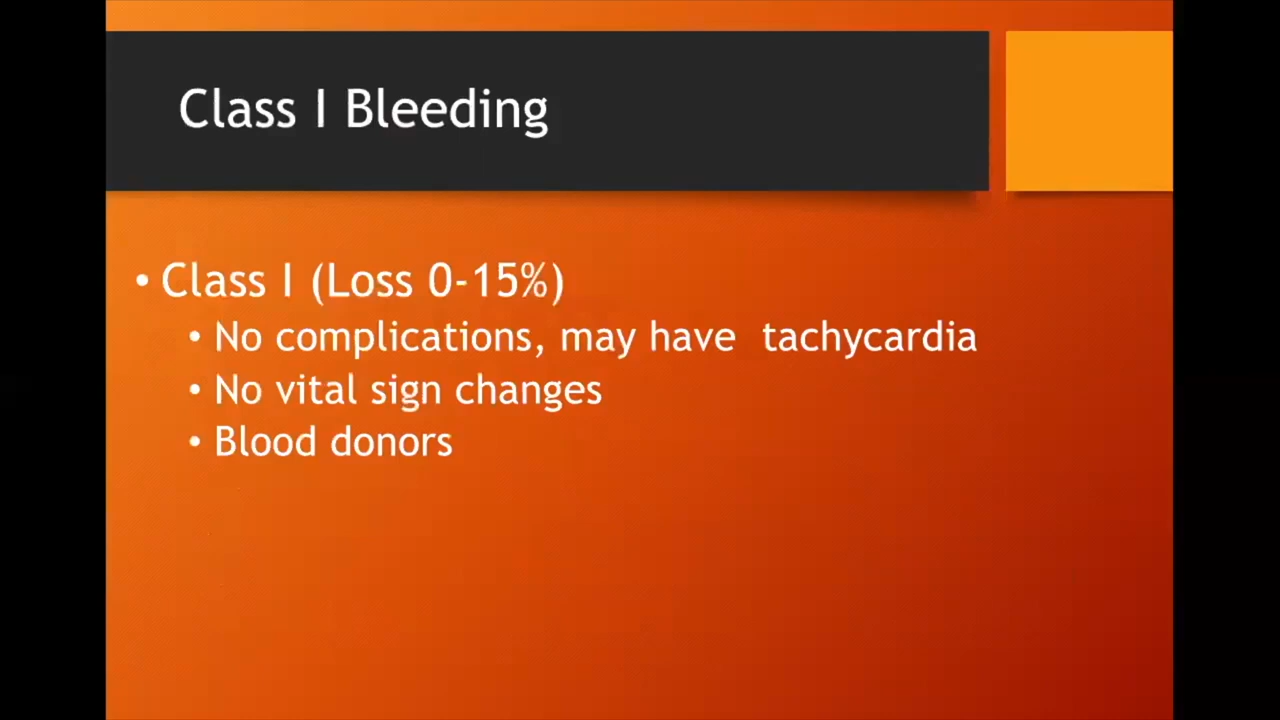 Class I Bleeding
• Class I (Loss 0-15%)
• No complications, may have  tachycardia
• No vital sign changes
• Blood donors